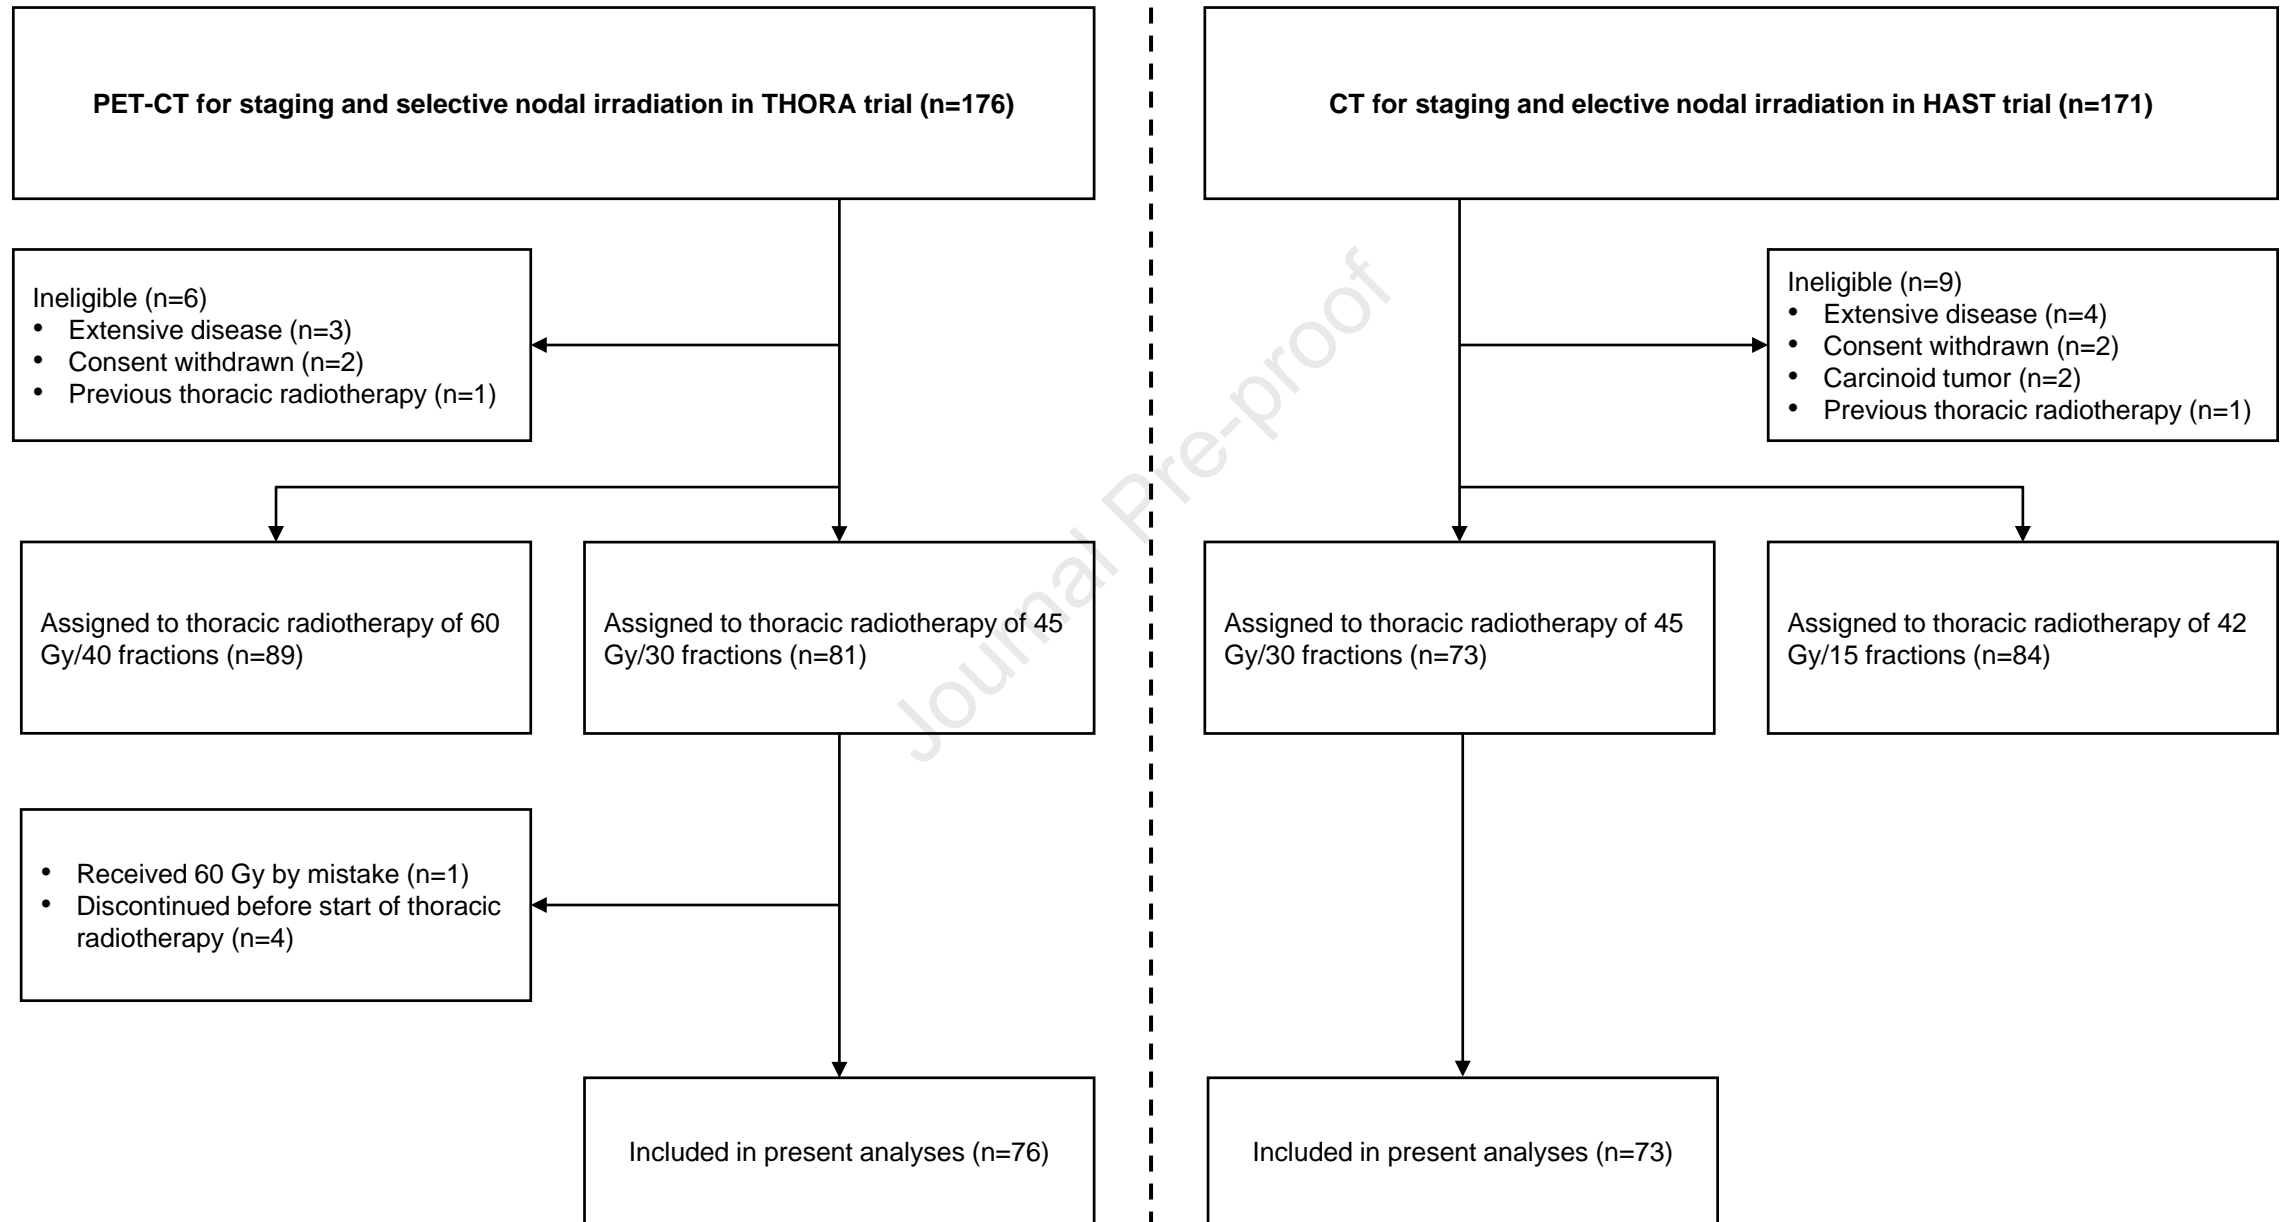 PET-CT for staging and selective nodal irradiation in THORA trial (n=176)
CT for staging and elective nodal irradiation in HAST trial (n=171)
Ineligible (n=6)
• Extensive disease (n=3)
• Consent withdrawn (n=2)
• Previous thoracic radiotherapy (n=1)
Ineligible (n=9)
• Extensive disease (n=4)
• Consent withdrawn (n=2)
• Carcinoid tumor (n=2)
• Previous thoracic radiotherapy (n=1)
Assigned to thoracic radiotherapy of 60
Gy/40 fractions (n=89)
Assigned to thoracic radiotherapy of 45
Gy/30 fractions (n=81)
Assigned to thoracic radiotherapy of 45
Gy/30 fractions (n=73)
Assigned to thoracic radiotherapy of 42
Gy/15 fractions (n=84)
• Received 60 Gy by mistake (n=1)
• Discontinued before start of thoracic
radiotherapy (n=4)
Included in present analyses (n=76)
Included in present analyses (n=73)
Journal Pre-proof